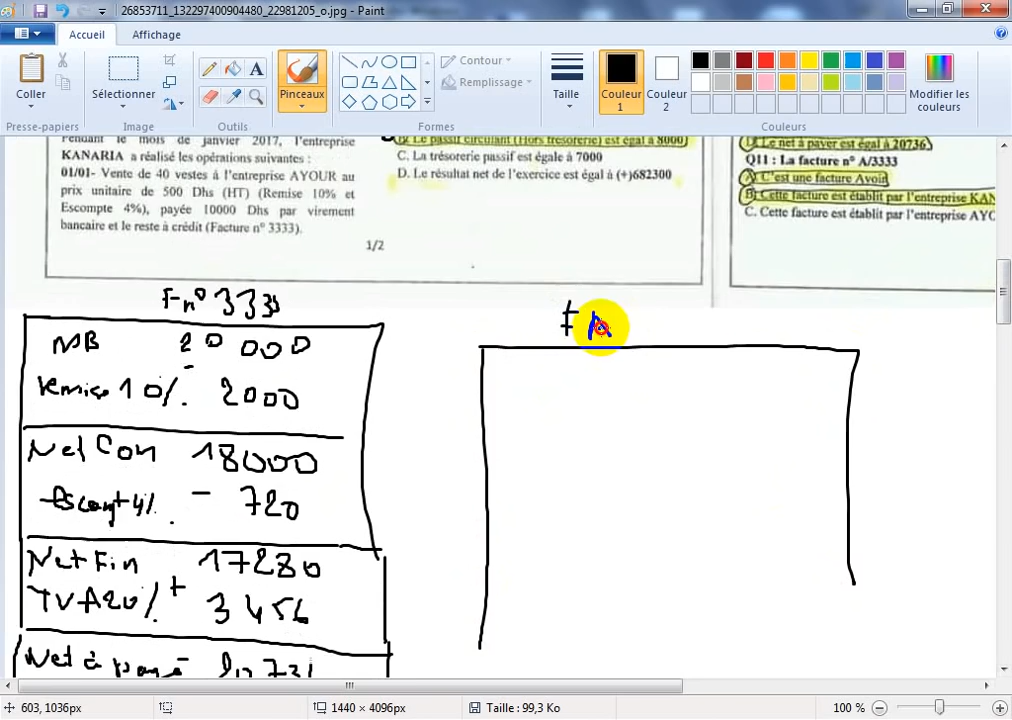 26853711_132297400904480_22981205_o.jpg - Paint
Accueil
Affichage
Coller
Sélectionner
Pinceaux
Contour
Remplissage
Taille
Couleur
1
Couleur
2
Modifier les
couleurs
Presse-papiers
Image
Outils
Formes
Couleurs
Pendant le mois de janvier 2017, l'entreprise
KANARIA a réalisé les opérations suivantes :
01/01- Vente de 40 vestes à l'entreprise AYOUR au
prix unitaire de 500 Dhs (HT) (Remise 10% et
Escompte 4%), payée 10000 Dhs par virement
bancaire et le reste à crédit (Facture n° 3333).
B. Le passif circulant (Hors trésorerie) est égal à 8000)
C. La trésorerie passif est égale à 7000
D. Le résultat net de l'exercice est égal à (+)682300
1/2
D. Le net à payer est égal à 20736
Q11 : La facture n° A/3333
A) C'est une facture Avoir
B) Cette facture est établit par l'entreprise KAN
C. Cette facture est établit par l'entreprise AYO
F n° 3333
MB 20 000
Remise 10%. - 2000
Net Com 18000
Escompt 4%. - 720
Net Fin 17280
TVA 20%. + 3456
Net à payé
F A
603, 1036px
1440 × 4096px
Taille : 99,3 Ko
100 %